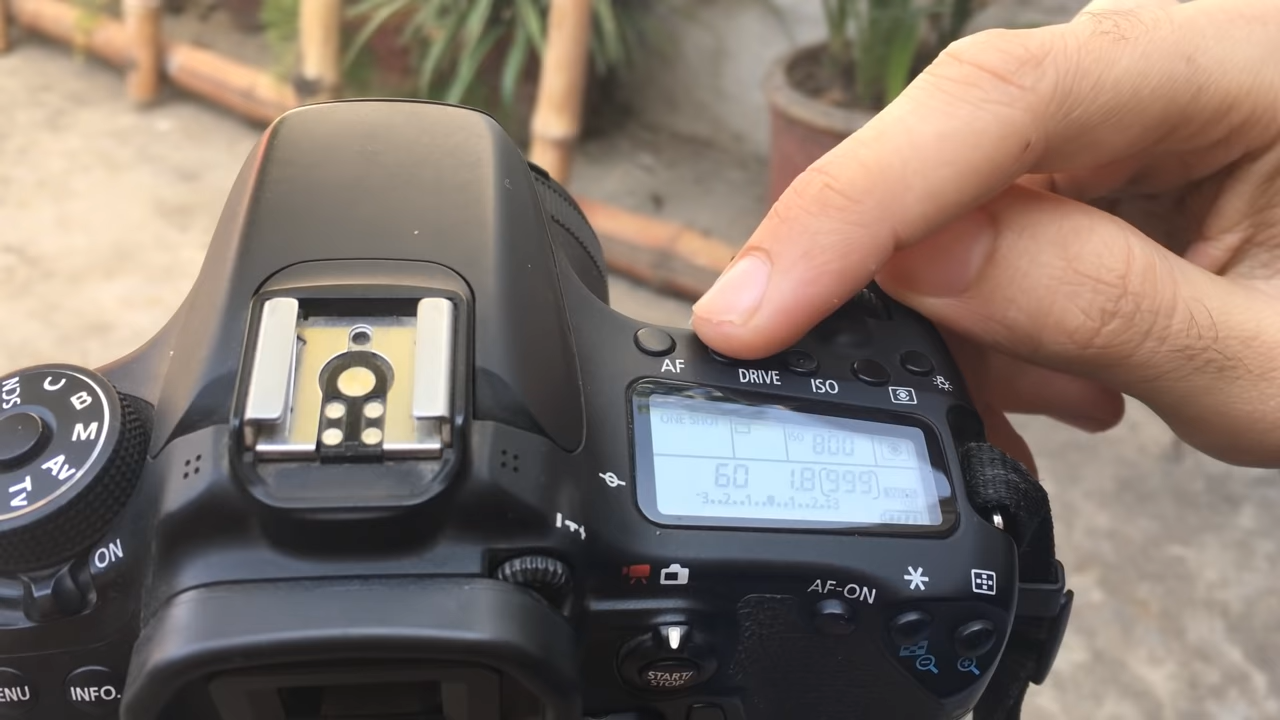 SCN
C
B
M
Av
Tv
ON
INFO.
AF
DRIVE
ISO
ONE SHOT
ISO 800
60 1.8 (999)
-3..2..1..0..1..2..+3
AF-ON
START/
STOP